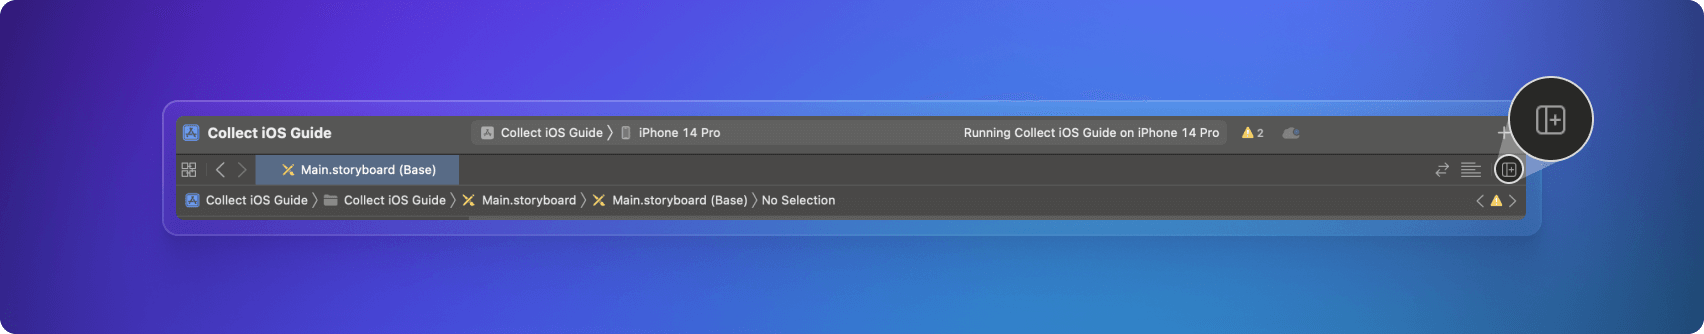 Collect iOS Guide
Collect iOS Guide 〉 iPhone 14 Pro
Running Collect iOS Guide on iPhone 14 Pro
2
Main.storyboard (Base)
Collect iOS Guide 〉 Collect iOS Guide 〉 Main.storyboard 〉 Main.storyboard (Base) 〉 No Selection